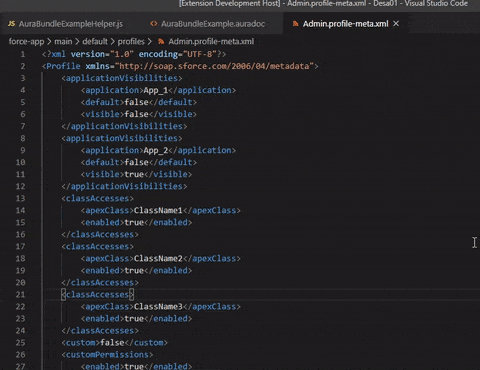 [Extension Development Host] - Admin.profile-meta.xml - Desa01 - Visual Studio Code
JS AuraBundleExampleHelper.js <> AuraBundleExample.auradoc Admin.profile-meta.xml ×
force-app > main > default > profiles > Admin.profile-meta.xml
1 <?xml version="1.0" encoding="UTF-8"?>
2 <Profile xmlns="http://soap.sforce.com/2006/04/metadata">
3 <applicationVisibilities>
4 <application>App_1</application>
5 <default>false</default>
6 <visible>false</visible>
7 </applicationVisibilities>
8 <applicationVisibilities>
9 <application>App_2</application>
10 <default>false</default>
11 <visible>true</visible>
12 </applicationVisibilities>
13 <classAccesses>
14 <apexClass>ClassName1</apexClass>
15 <enabled>true</enabled>
16 </classAccesses>
17 <classAccesses>
18 <apexClass>ClassName2</apexClass>
19 <enabled>true</enabled>
20 </classAccesses>
21 <classAccesses>
22 <apexClass>ClassName3</apexClass>
23 <enabled>true</enabled>
24 </classAccesses>
25 <custom>false</custom>
26 <customPermissions>
27 <enabled>true</enabled>